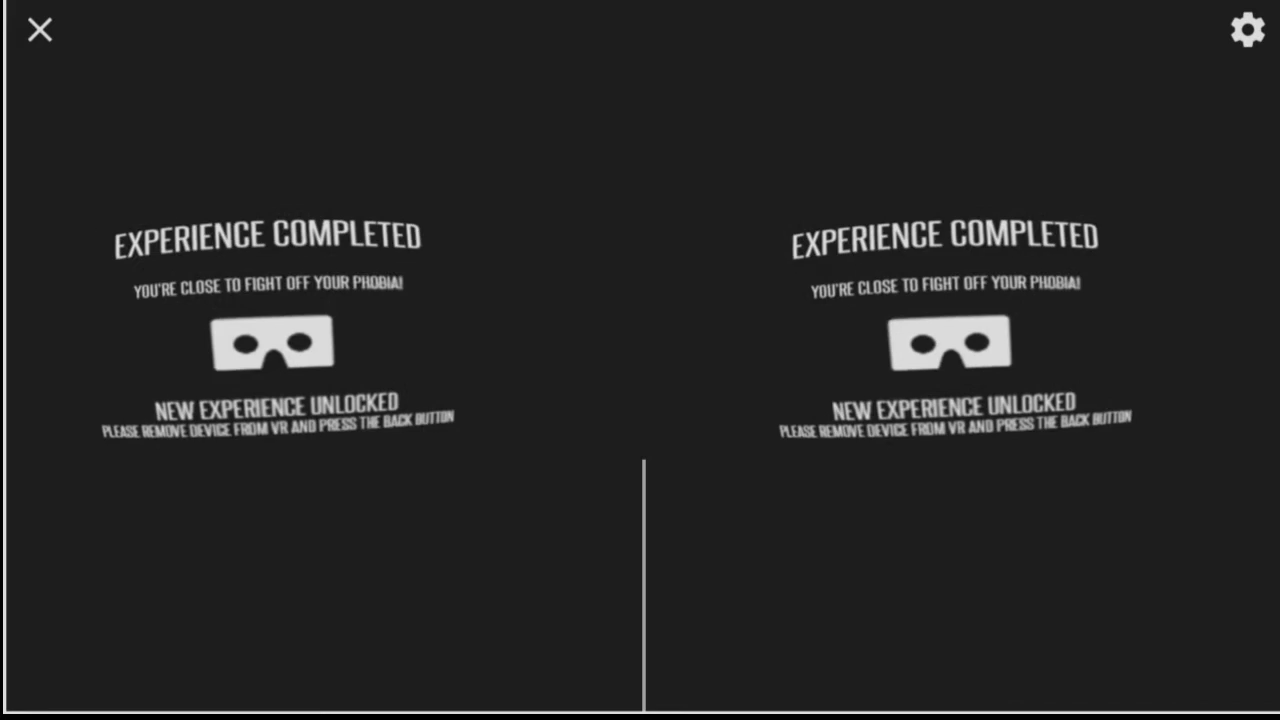 EXPERIENCE COMPLETED
YOU'RE CLOSE TO FIGHT OFF YOUR PHOBIA!
NEW EXPERIENCE UNLOCKED
PLEASE REMOVE DEVICE FROM VR AND PRESS THE BACK BUTTON
EXPERIENCE COMPLETED
YOU'RE CLOSE TO FIGHT OFF YOUR PHOBIA!
NEW EXPERIENCE UNLOCKED
PLEASE REMOVE DEVICE FROM VR AND PRESS THE BACK BUTTON